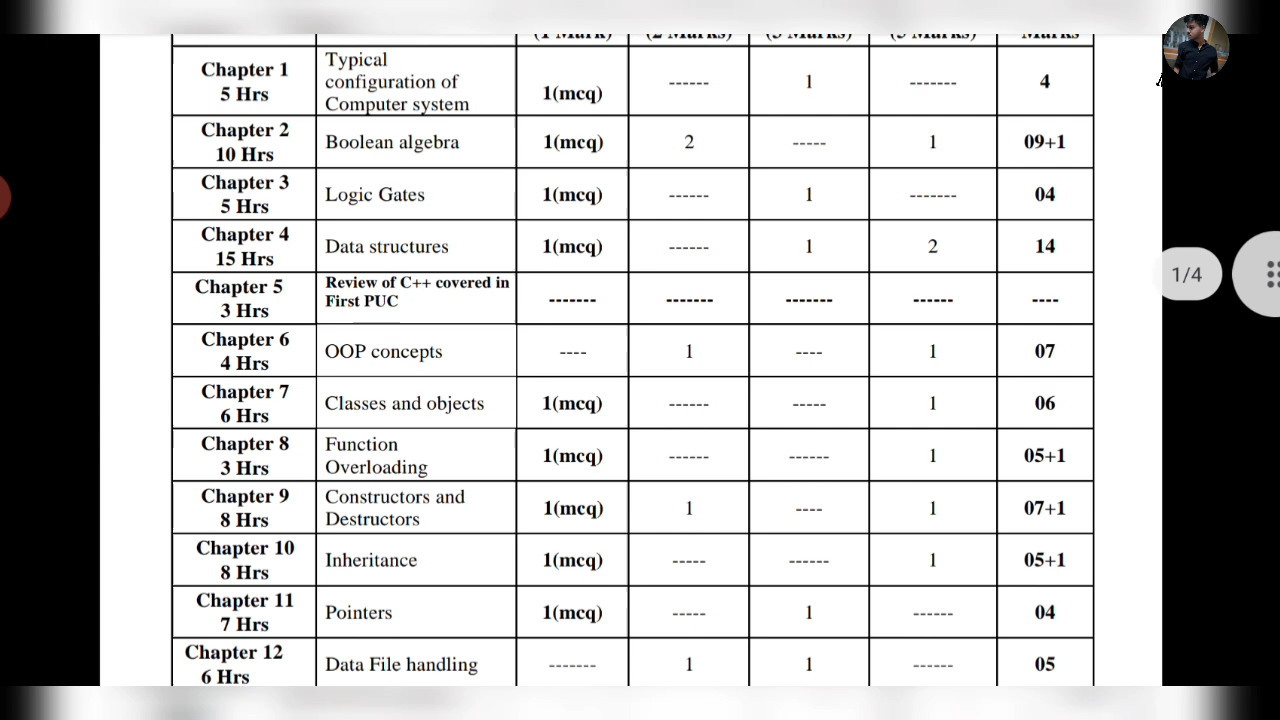 (1 Mark) (2 Marks) (3 Marks) (5 Marks) Marks
Chapter 1
5 Hrs
Typical
configuration of
Computer system
1(mcq) ------ 1 ------- 4
Chapter 2
10 Hrs
Boolean algebra 1(mcq) 2 ----- 1 09+1
Chapter 3
5 Hrs
Logic Gates 1(mcq) ------ 1 ------- 04
Chapter 4
15 Hrs
Data structures 1(mcq) ------ 1 2 14
Chapter 5
3 Hrs
Review of C++ covered in
First PUC
------- ------- ------- ------ ----
Chapter 6
4 Hrs
OOP concepts ---- 1 ---- 1 07
Chapter 7
6 Hrs
Classes and objects 1(mcq) ------ ----- 1 06
Chapter 8
3 Hrs
Function
Overloading
1(mcq) ------ ------ 1 05+1
Chapter 9
8 Hrs
Constructors and
Destructors
1(mcq) 1 ---- 1 07+1
Chapter 10
8 Hrs
Inheritance 1(mcq) ----- ------ 1 05+1
Chapter 11
7 Hrs
Pointers 1(mcq) ----- 1 ------ 04
Chapter 12
6 Hrs
Data File handling ------- 1 1 ------ 05
1/4